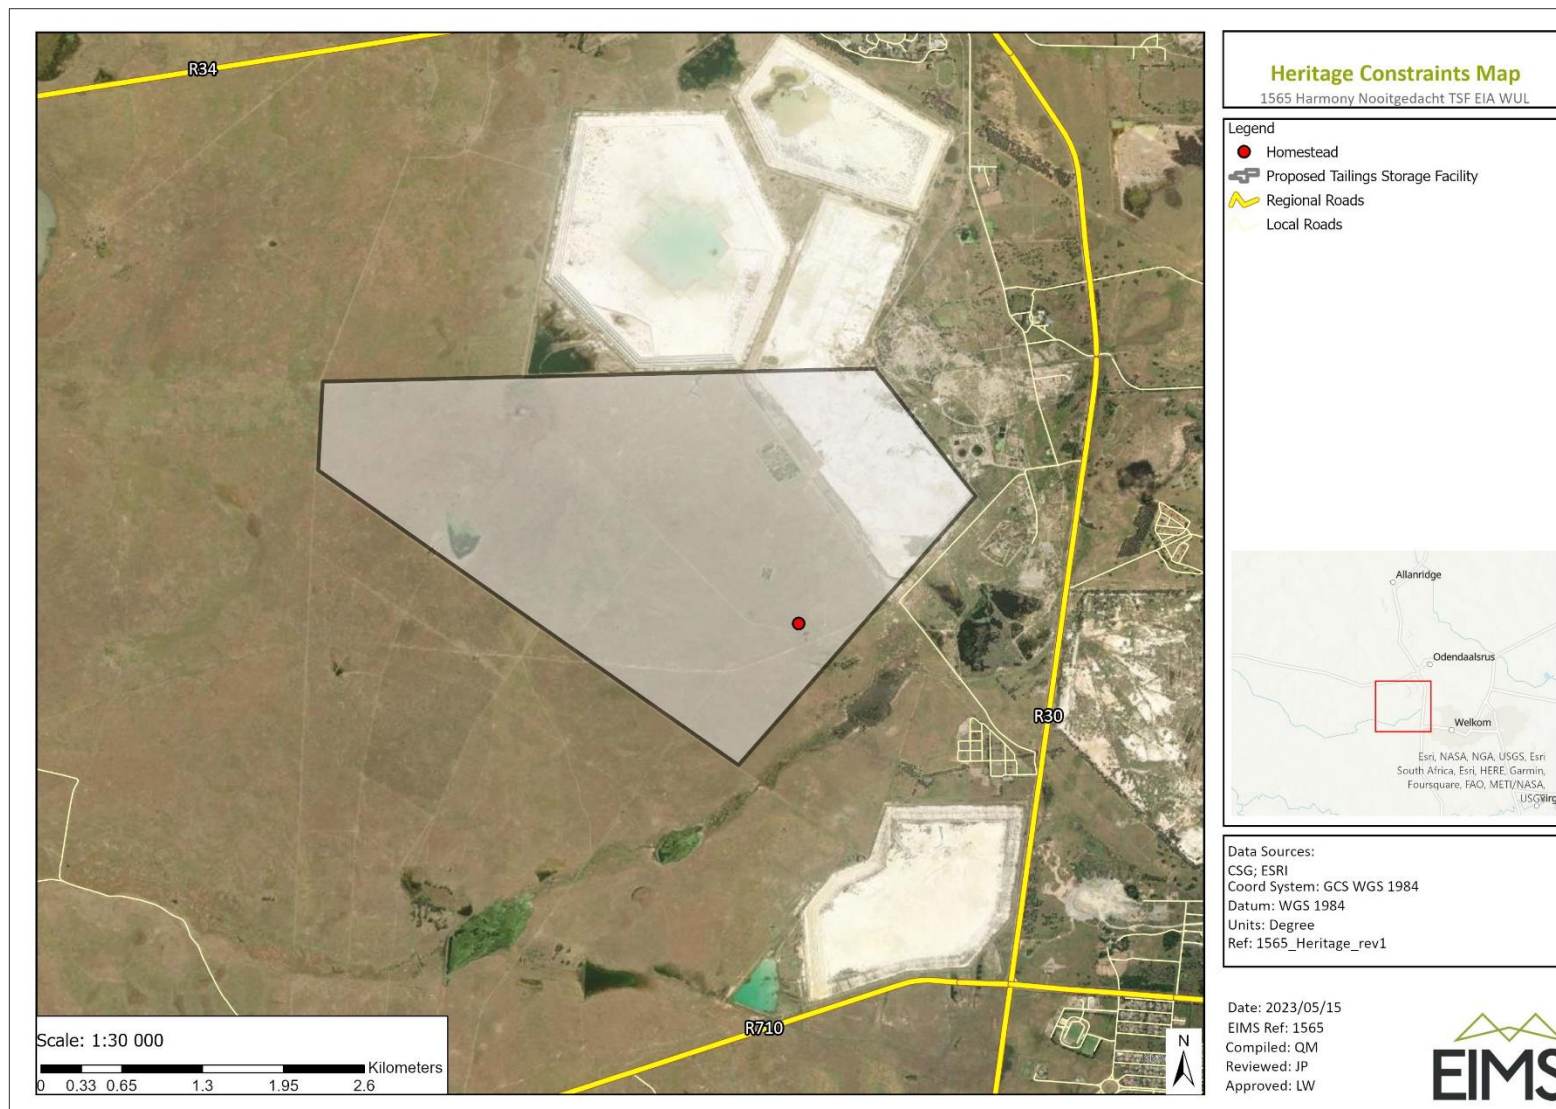 R34
R30
R710
Scale: 1:30 000
Kilometers
0 0.33 0.65 1.3 1.95 2.6
N
Heritage Constraints Map
1565 Harmony Nooitgedacht TSF EIA WUL
Legend
Homestead
Proposed Tailings Storage Facility
Regional Roads
Local Roads
Allanridge
Odendaalsrus
Welkom
Esri, NASA, NGA, USGS, Esri
South Africa, Esri, HERE, Garmin,
Foursquare, FAO, METI/NASA,
USGS
Data Sources:
CSG; ESRI
Coord System: GCS WGS 1984
Datum: WGS 1984
Units: Degree
Ref: 1565_Heritage_rev1
Date: 2023/05/15
EIMS Ref: 1565
Compiled: QM
Reviewed: JP
Approved: LW
EIMS